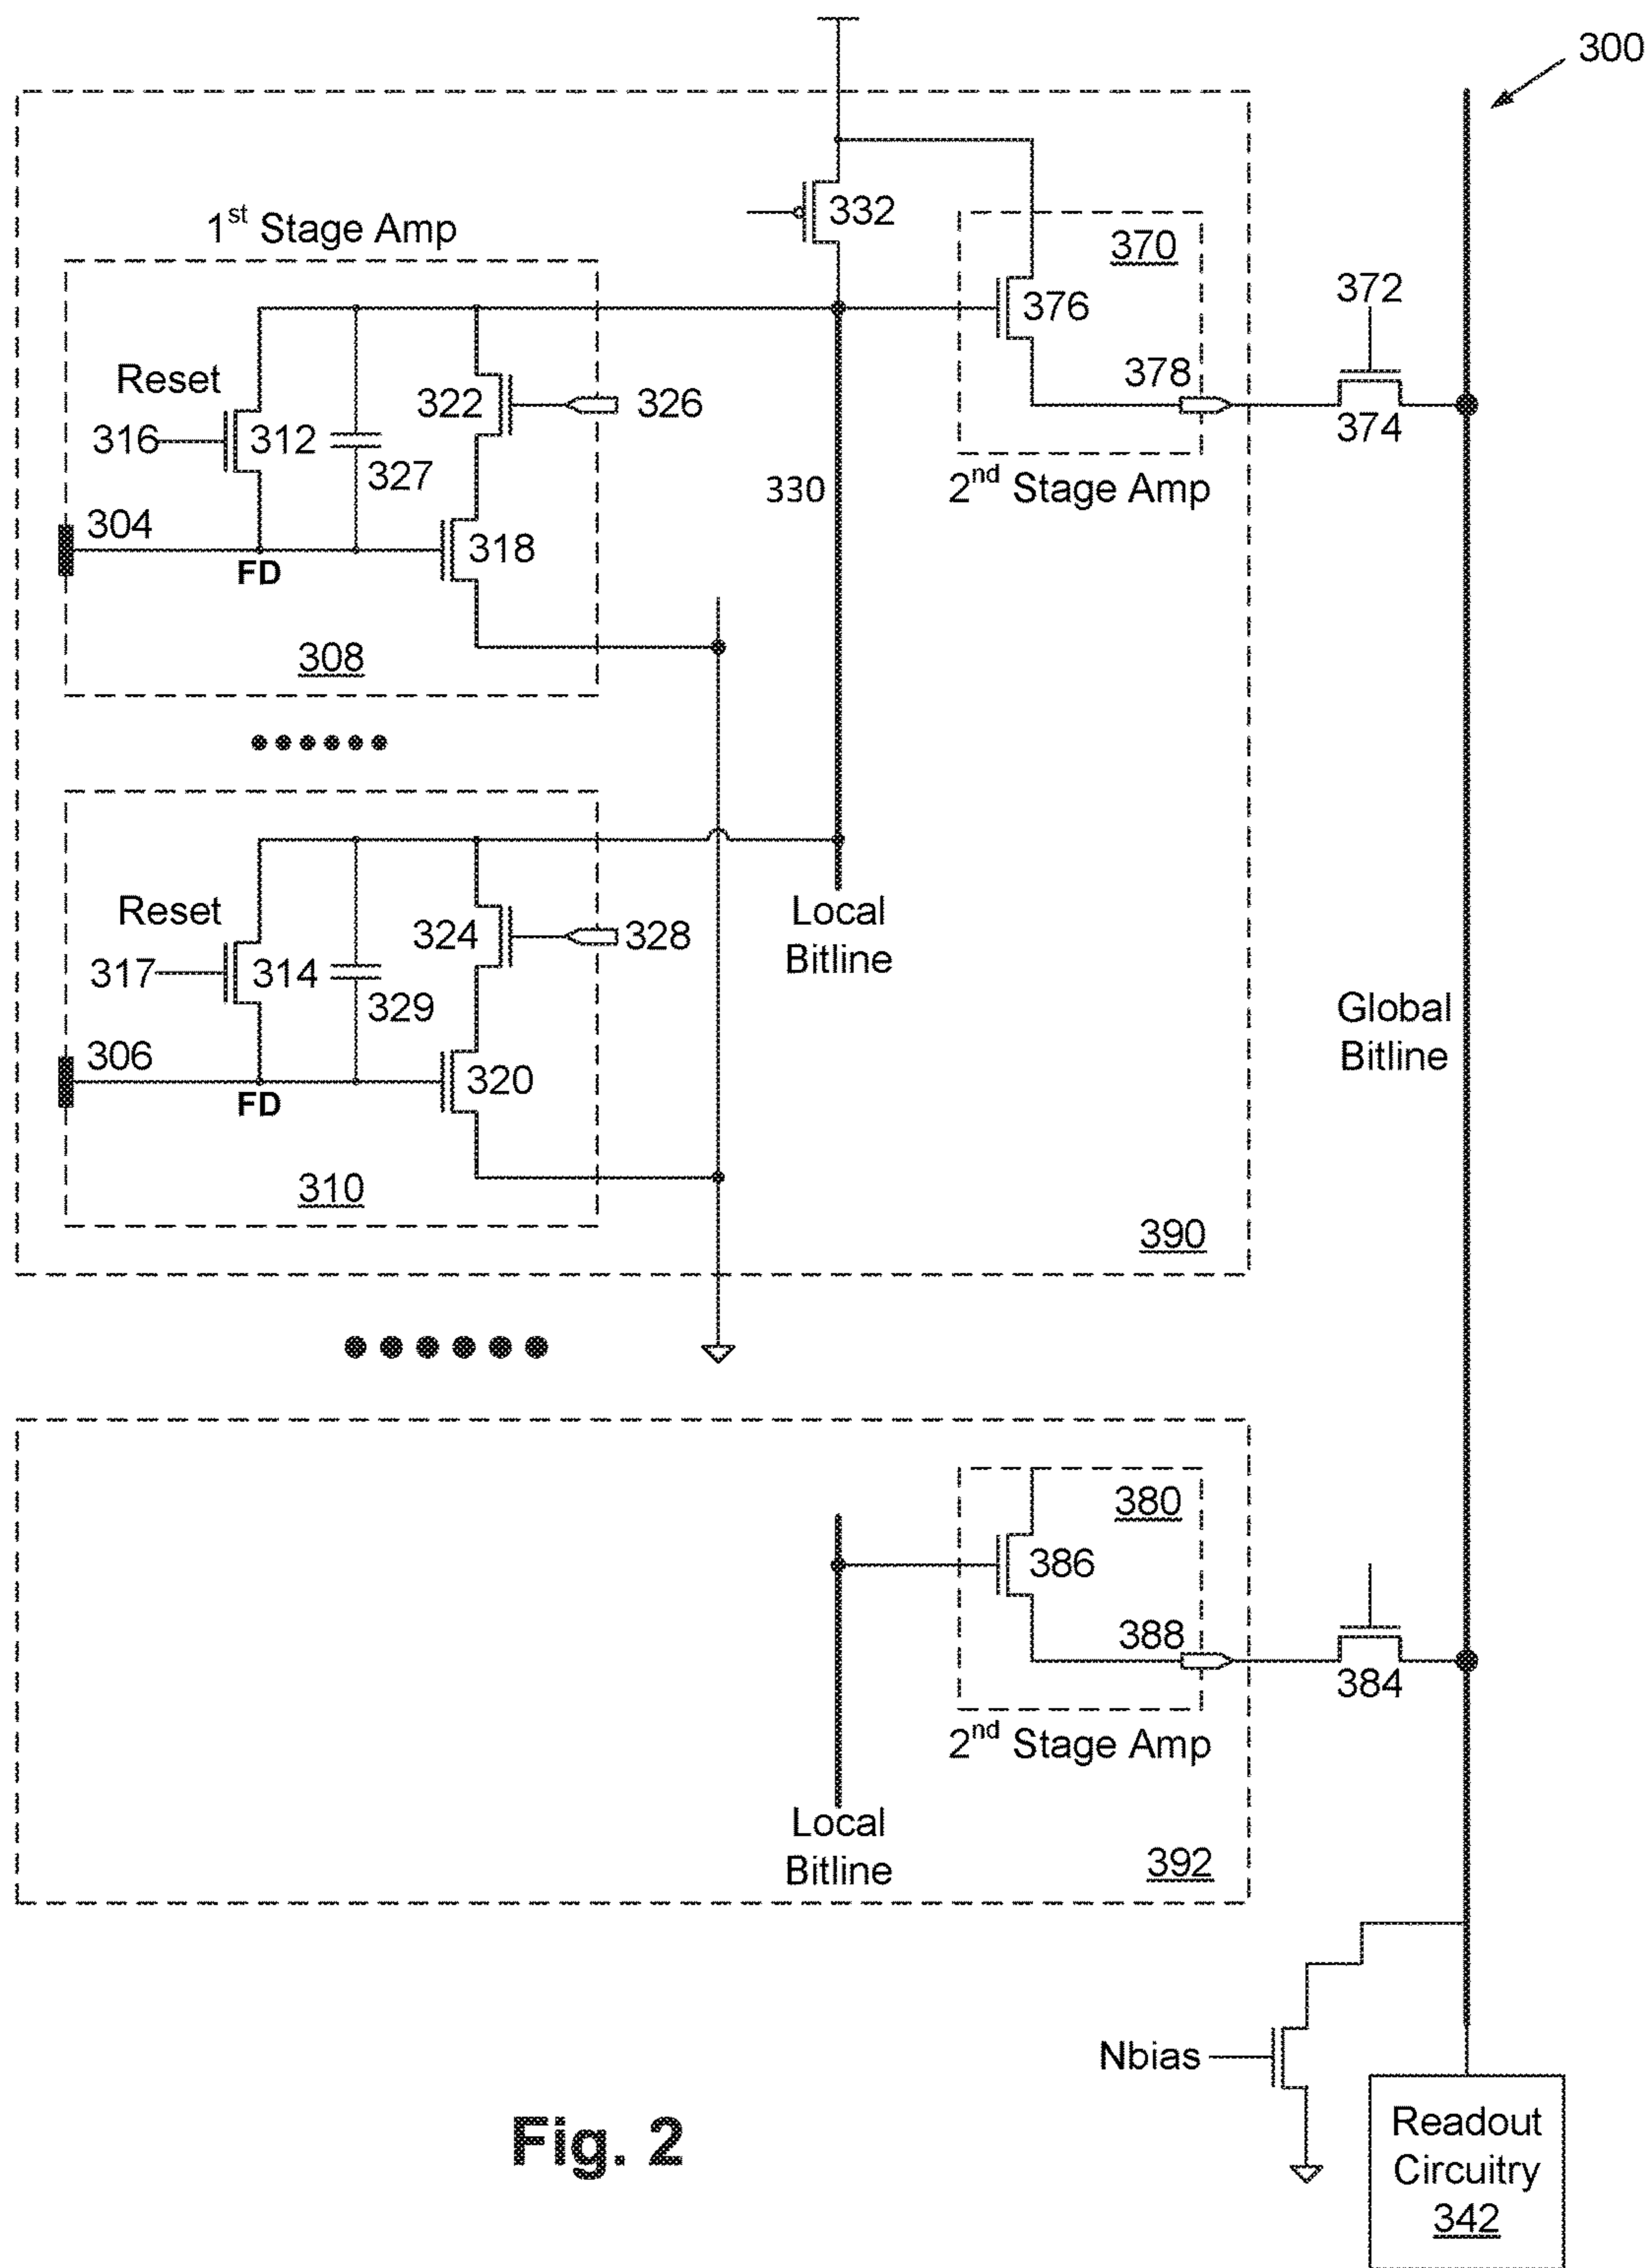 300
332
1st Stage Amp
370
372
376
Reset
322
326
378
316
312
374
327
330
2nd Stage Amp
304
318
FD
308
Reset
324
328
Local
Bitline
317
314
329
Global
Bitline
306
320
FD
310
390
380
386
388
384
2nd Stage Amp
Local
Bitline
392
Nbias
Fig. 2
Readout
Circuitry
342